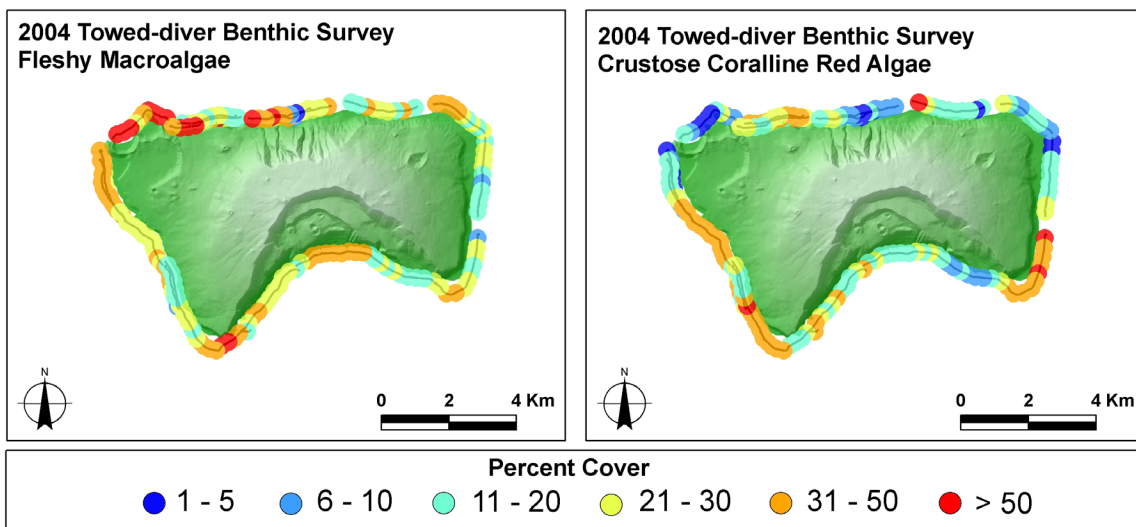 2004 Towed-diver Benthic Survey
Fleshy Macroalgae
N
0 2 4 Km
2004 Towed-diver Benthic Survey
Crustose Coralline Red Algae
N
0 2 4 Km
Percent Cover
1 - 5 6 - 10 11 - 20 21 - 30 31 - 50 > 50